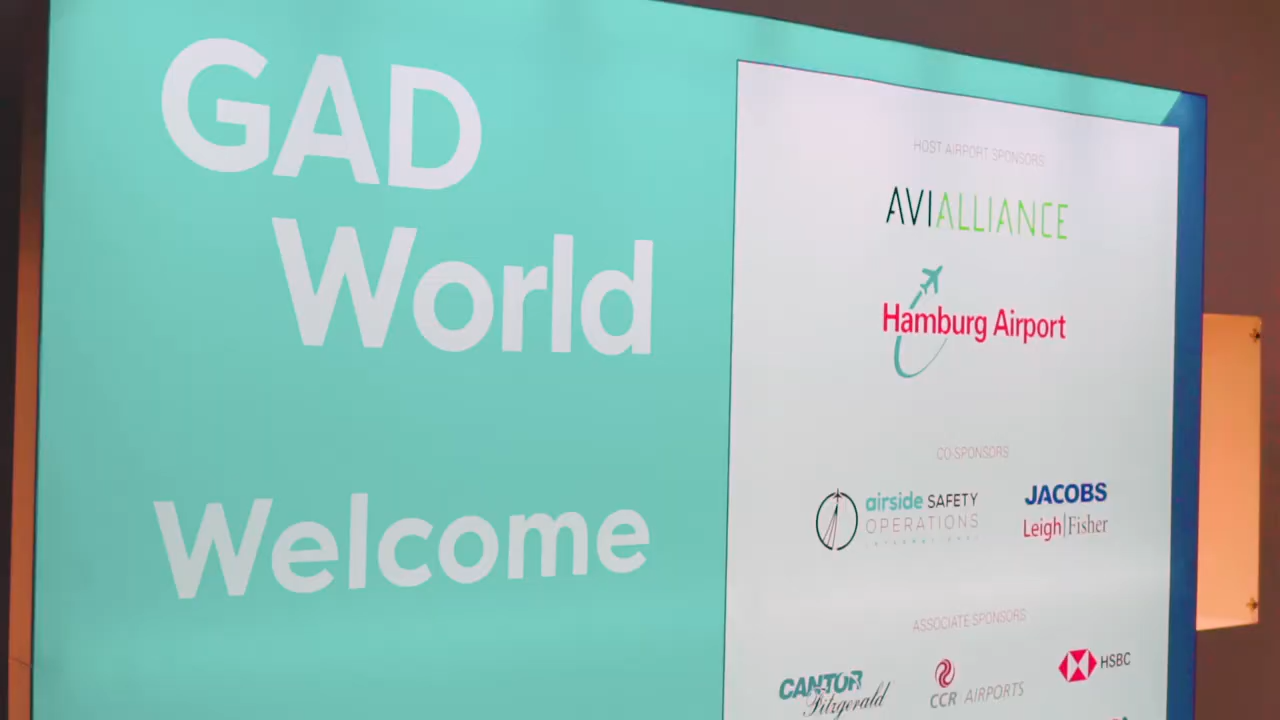 GAD
World
Welcome
HOST AIRPORT SPONSORS
AVIALLIANCE
Hamburg Airport
CO-SPONSORS
airside SAFETY
OPERATIONS
INTERNATIONAL
JACOBS
Leigh|Fisher
ASSOCIATE SPONSORS
CANTOR
Fitzgerald
CCR AIRPORTS
HSBC